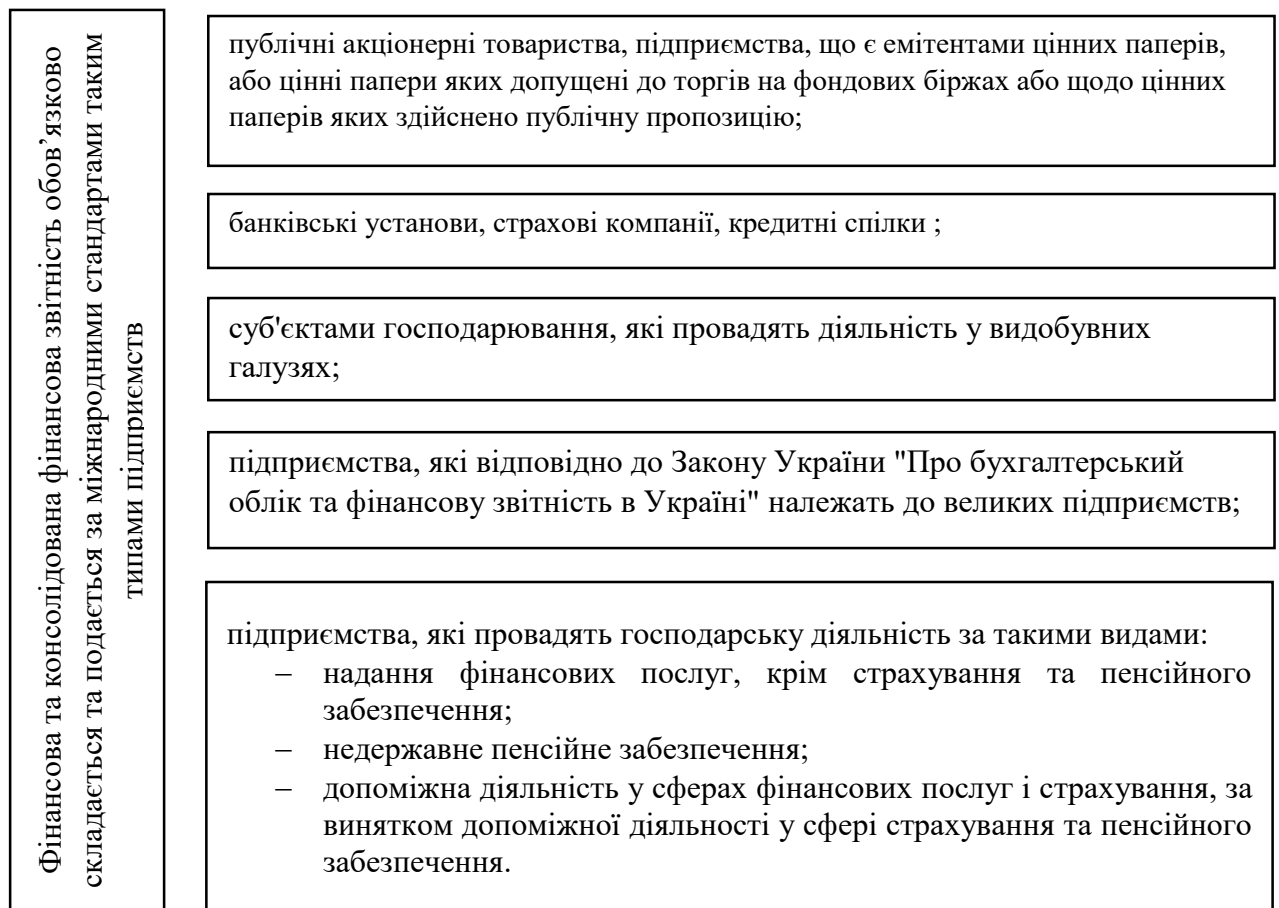 Фінансова та консолідована фінансова звітність обов’язково
складається та подається за міжнародними стандартами таким
типами підприємств
публічні акціонерні товариства, підприємства, що є емітентами цінних паперів,
або цінні папери яких допущені до торгів на фондових біржах або щодо цінних
паперів яких здійснено публічну пропозицію;
банківські установи, страхові компанії, кредитні спілки ;
суб'єктами господарювання, які провадять діяльність у видобувних
галузях;
підприємства, які відповідно до Закону України "Про бухгалтерський
облік та фінансову звітність в Україні" належать до великих підприємств;
підприємства, які провадять господарську діяльність за такими видами:
– надання фінансових послуг, крім страхування та пенсійного
забезпечення;
– недержавне пенсійне забезпечення;
– допоміжна діяльність у сферах фінансових послуг і страхування, за
винятком допоміжної діяльності у сфері страхування та пенсійного
забезпечення.